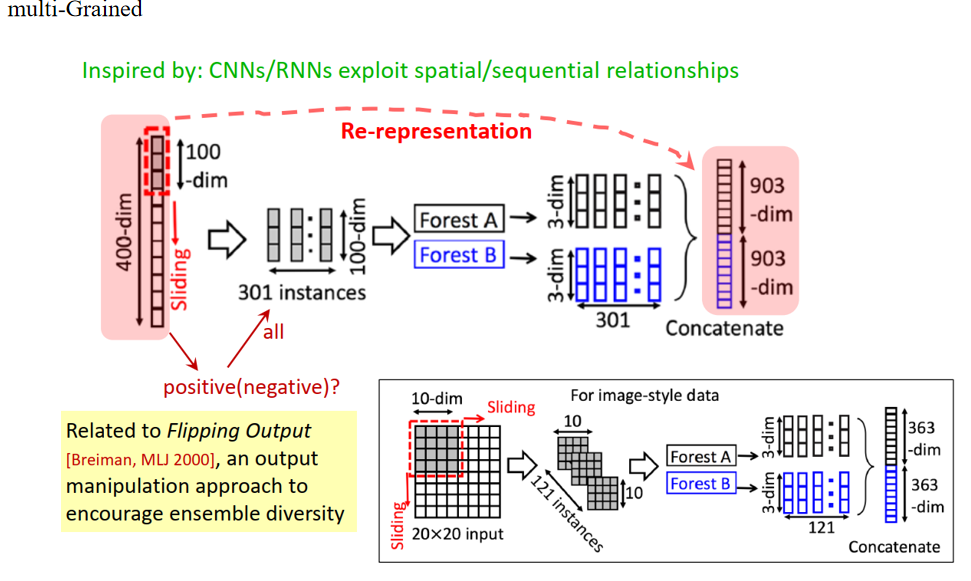 multi-Grained
Inspired by: CNNs/RNNs exploit spatial/sequential relationships
Re-representation
400-dim
100
-dim
Sliding
301 instances
100-dim
Forest A
Forest B
3-dim
3-dim
301
903
-dim
903
-dim
Concatenate
all
positive(negative)?
Related to Flipping Output
[Breiman, MLJ 2000], an output
manipulation approach to
encourage ensemble diversity
For image-style data
10-dim
Sliding
Sliding
20×20 input
10
10
121 instances
Forest A
Forest B
3-dim
3-dim
121
363
-dim
363
-dim
Concatenate